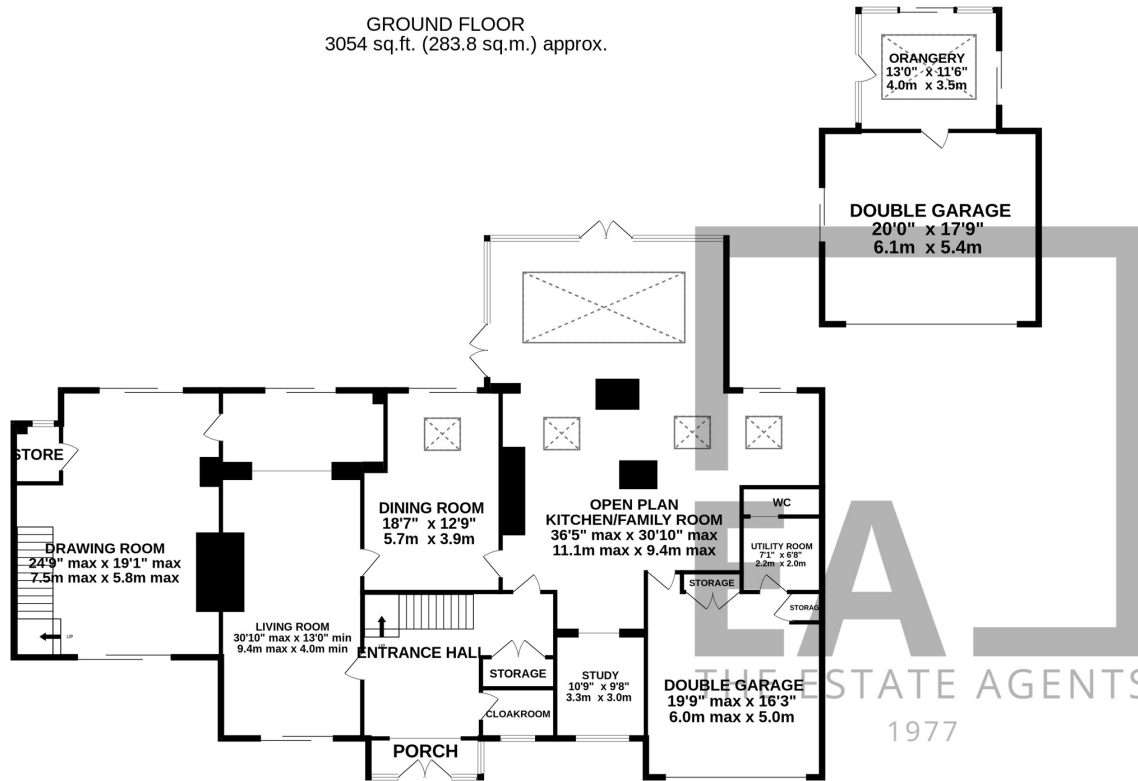 GROUND FLOOR
3054 sq.ft. (283.8 sq.m.) approx.
ORANGERY
13'0" x 11'6"
4.0m x 3.5m
DOUBLE GARAGE
20'0" x 17'9"
6.1m x 5.4m
STORE
DRAWING ROOM
24'9" max x 19'1" max
7.5m max x 5.8m max
UP
LIVING ROOM
30'10" max x 13'0" min
9.4m max x 4.0m min
DINING ROOM
18'7" x 12'9"
5.7m x 3.9m
OPEN PLAN
KITCHEN/FAMILY ROOM
36'5" max x 30'10" max
11.1m max x 9.4m max
WC
UTILITY ROOM
7'1" x 6'8"
2.2m x 2.0m
STORAGE
STORAG
UP
ENTRANCE HALL
STORAGE
CLOAKROOM
STUDY
10'9" x 9'8"
3.3m x 3.0m
DOUBLE GARAGE
19'9" max x 16'3"
6.0m max x 5.0m
PORCH
EA
THE ESTATE AGENTS
1977